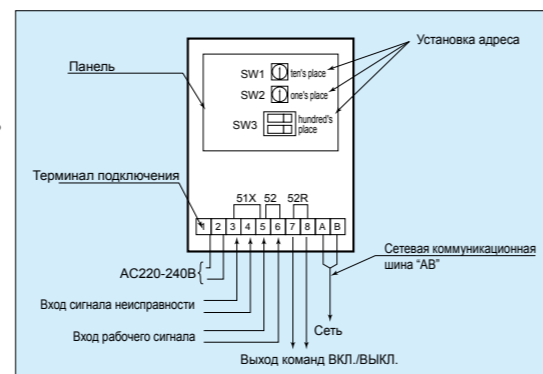 Установка адреса
Панель
SW1 ten's place
SW2 one's place
SW3 hundred's
place
Терминал подключения
51X 52 52R
1 2 3 4 5 6 7 8 A B
AC220-240В
Сетевая коммуникационная
шина "АВ"
Вход сигнала неисправности
Вход рабочего сигнала
Сеть
Выход команд ВКЛ./ВЫКЛ.